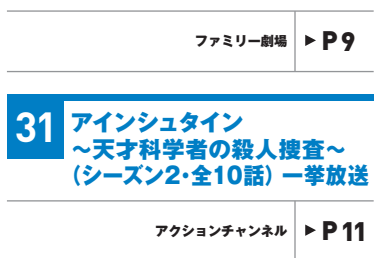 ファミリー劇場 ▶ P9
31 アインシュタイン
～天才科学者の殺人捜査～
（シーズン2・全10話）一挙放送
アクションチャンネル ▶ P11